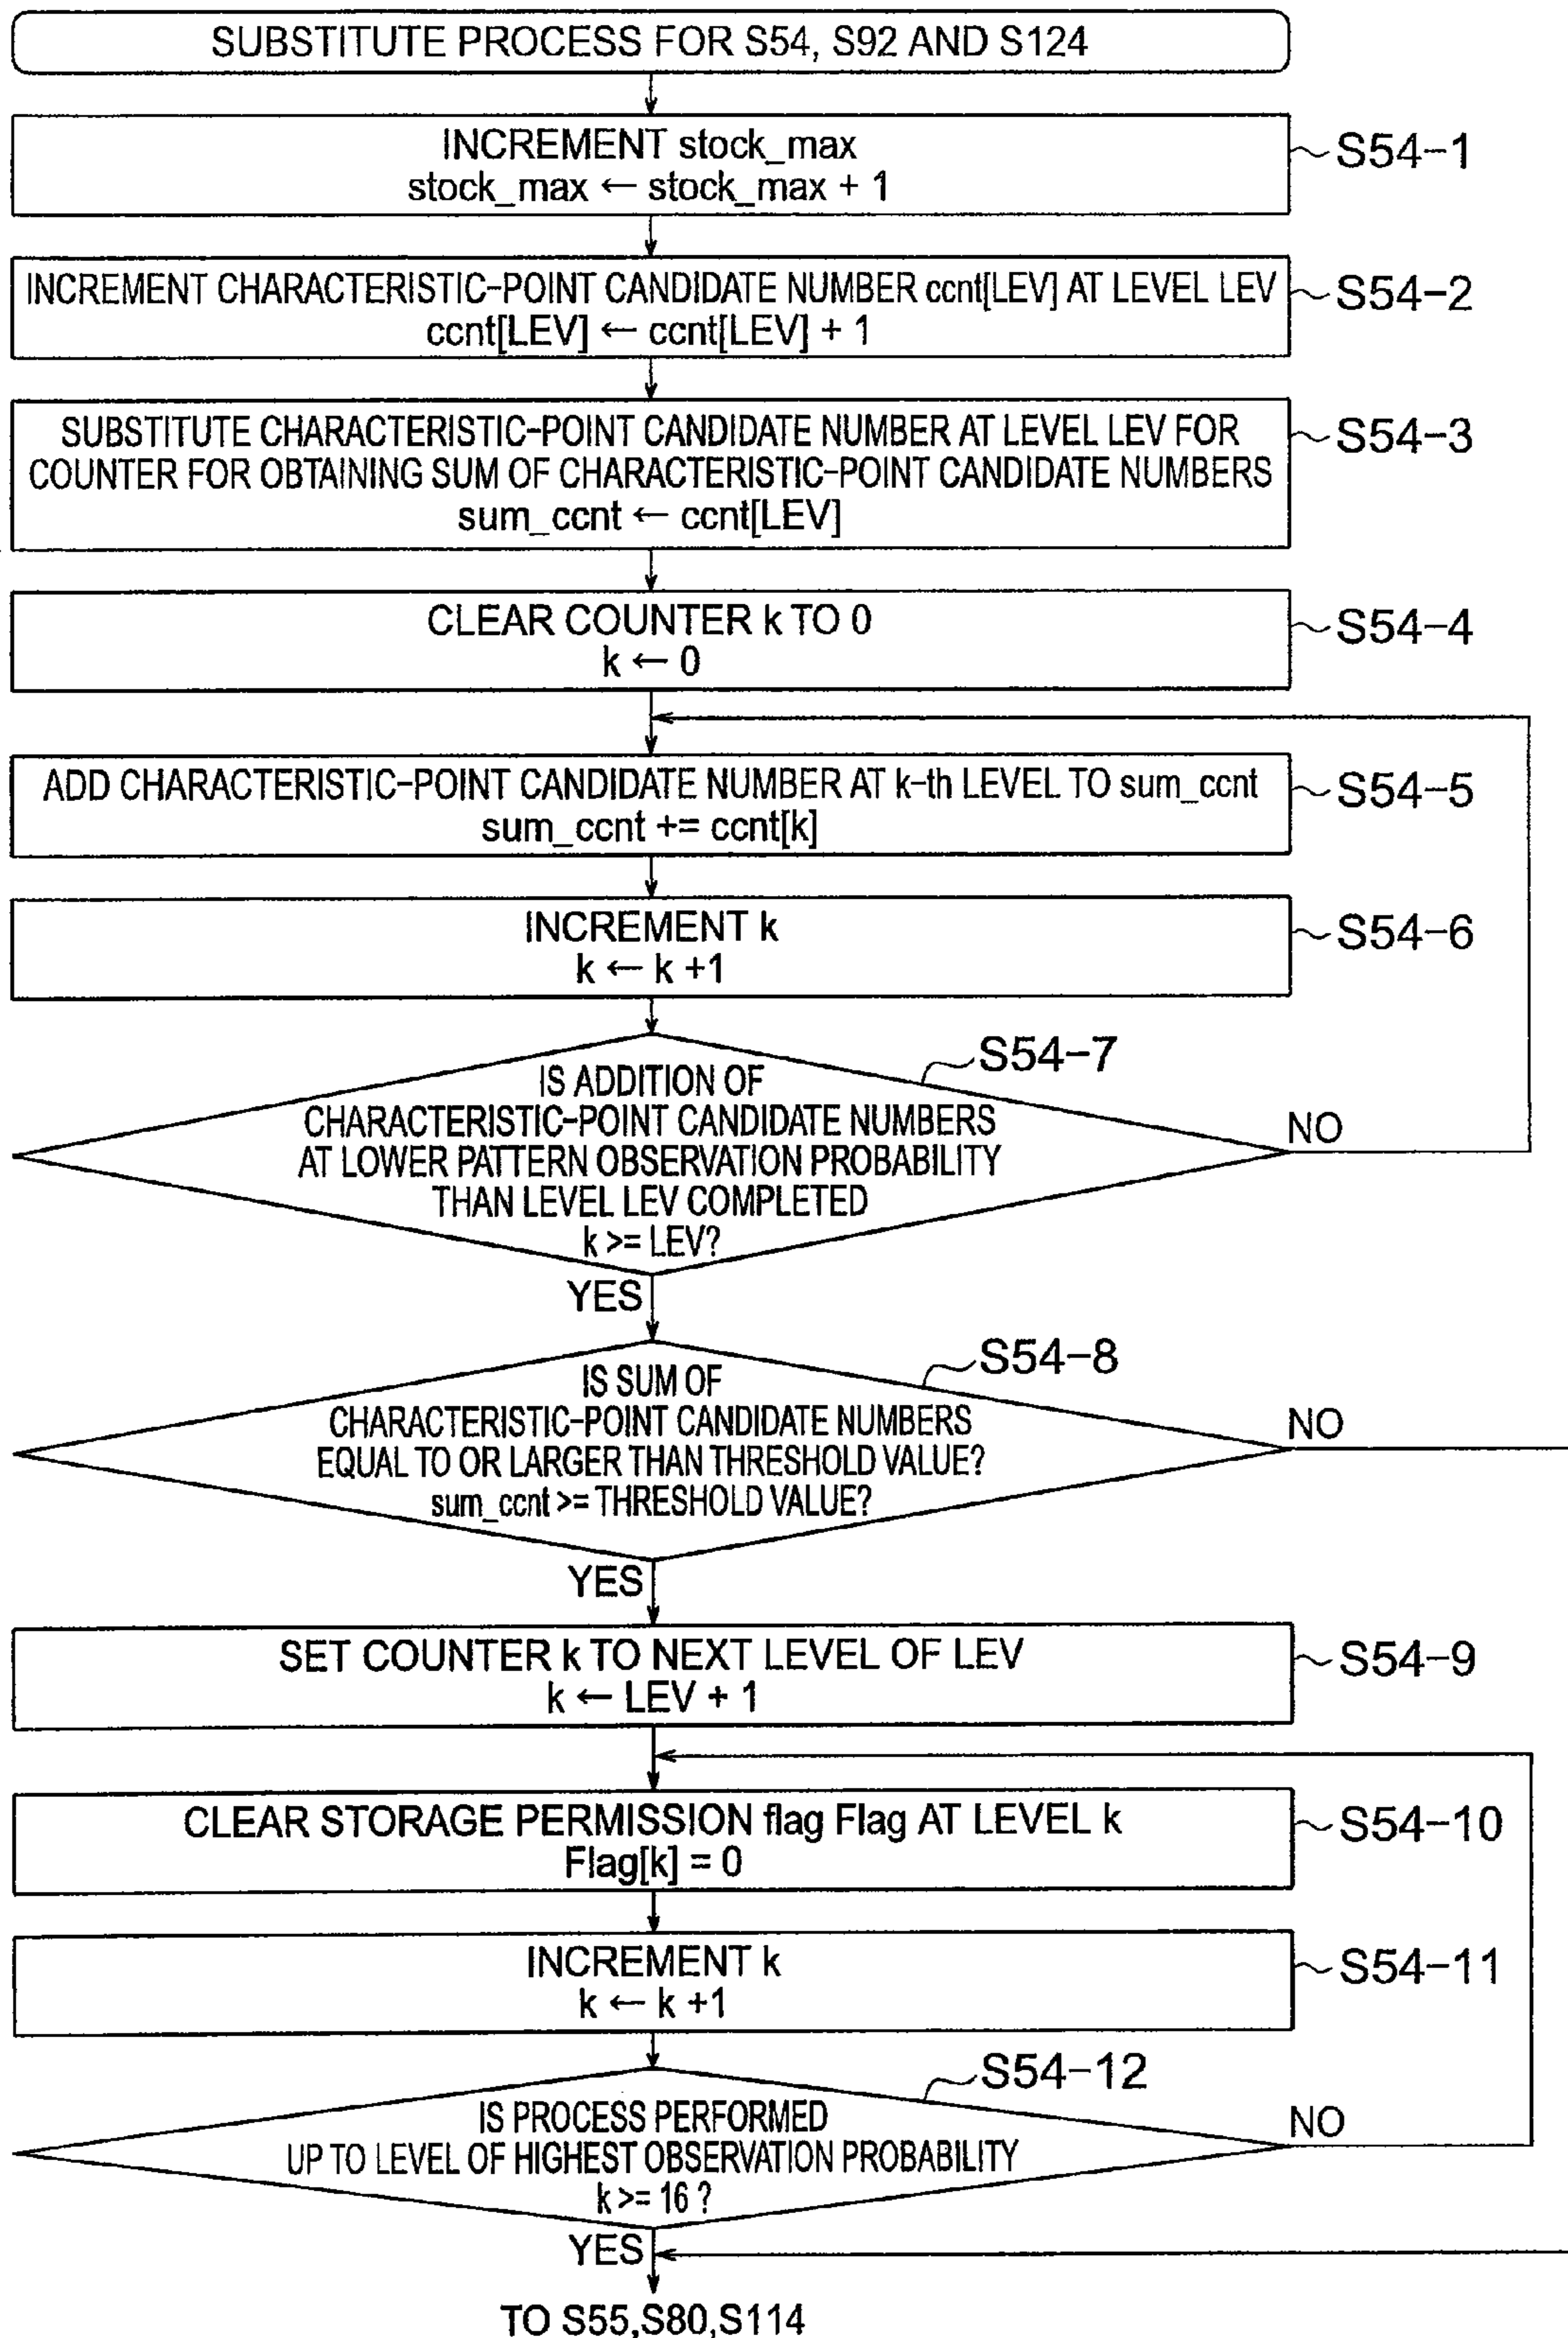 SUBSTITUTE PROCESS FOR S54, S92 AND S124
INCREMENT stock_max
stock_max ← stock_max + 1
S54-1
INCREMENT CHARACTERISTIC-POINT CANDIDATE NUMBER ccnt[LEV] AT LEVEL LEV
ccnt[LEV] ← ccnt[LEV] + 1
S54-2
SUBSTITUTE CHARACTERISTIC-POINT CANDIDATE NUMBER AT LEVEL LEV FOR
COUNTER FOR OBTAINING SUM OF CHARACTERISTIC-POINT CANDIDATE NUMBERS
sum_ccnt ← ccnt[LEV]
S54-3
CLEAR COUNTER k TO 0
k ← 0
S54-4
ADD CHARACTERISTIC-POINT CANDIDATE NUMBER AT k-th LEVEL TO sum_ccnt
sum_ccnt += ccnt[k]
S54-5
INCREMENT k
k ← k +1
S54-6
S54-7
IS ADDITION OF
CHARACTERISTIC-POINT CANDIDATE NUMBERS
AT LOWER PATTERN OBSERVATION PROBABILITY
THAN LEVEL LEV COMPLETED
k >= LEV?
NO
YES
S54-8
IS SUM OF
CHARACTERISTIC-POINT CANDIDATE NUMBERS
EQUAL TO OR LARGER THAN THRESHOLD VALUE?
sum_ccnt >= THRESHOLD VALUE?
NO
YES
SET COUNTER k TO NEXT LEVEL OF LEV
k ← LEV + 1
S54-9
CLEAR STORAGE PERMISSION flag Flag AT LEVEL k
Flag[k] = 0
S54-10
INCREMENT k
k ← k +1
S54-11
S54-12
IS PROCESS PERFORMED
UP TO LEVEL OF HIGHEST OBSERVATION PROBABILITY
k >= 16 ?
NO
YES
TO S55,S80,S114